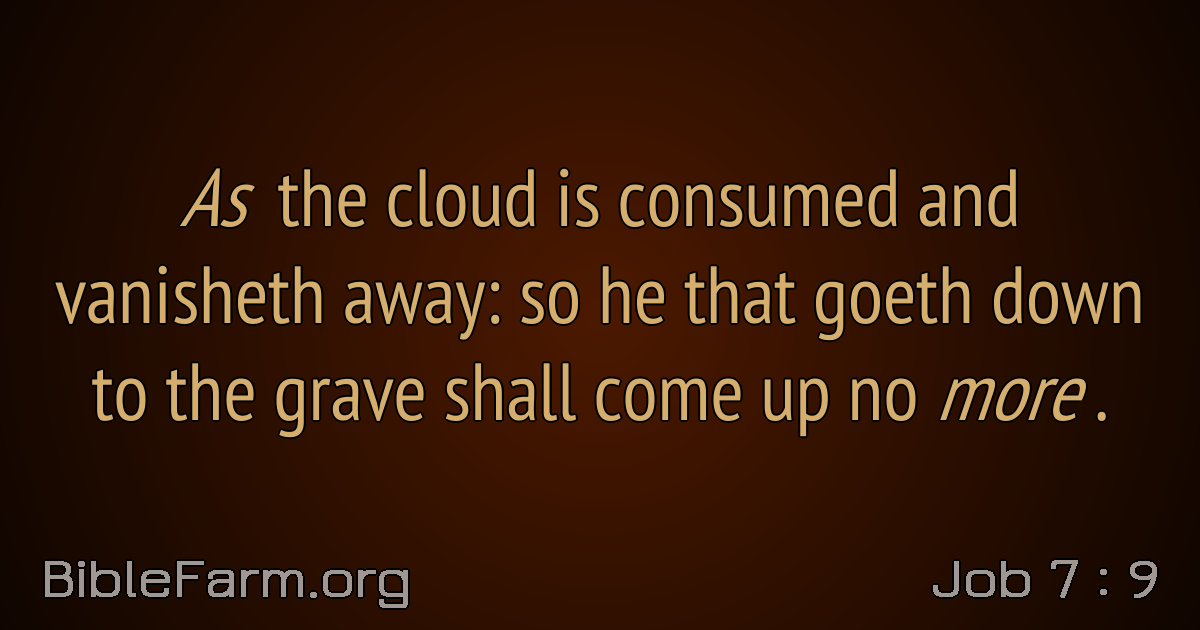 As the cloud is consumed and
vanisheth away: so he that goeth down
to the grave shall come up no more .
BibleFarm.org
Job 7 : 9